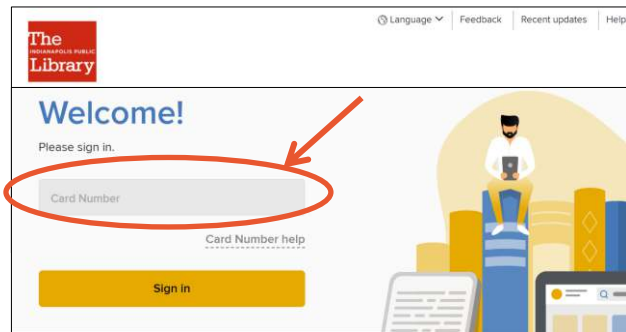 Language
Feedback
Recent updates
Help
The
INDIANAPOLIS PUBLIC
Library
Welcome!
Please sign in.
Card Number
Card Number help
Sign in